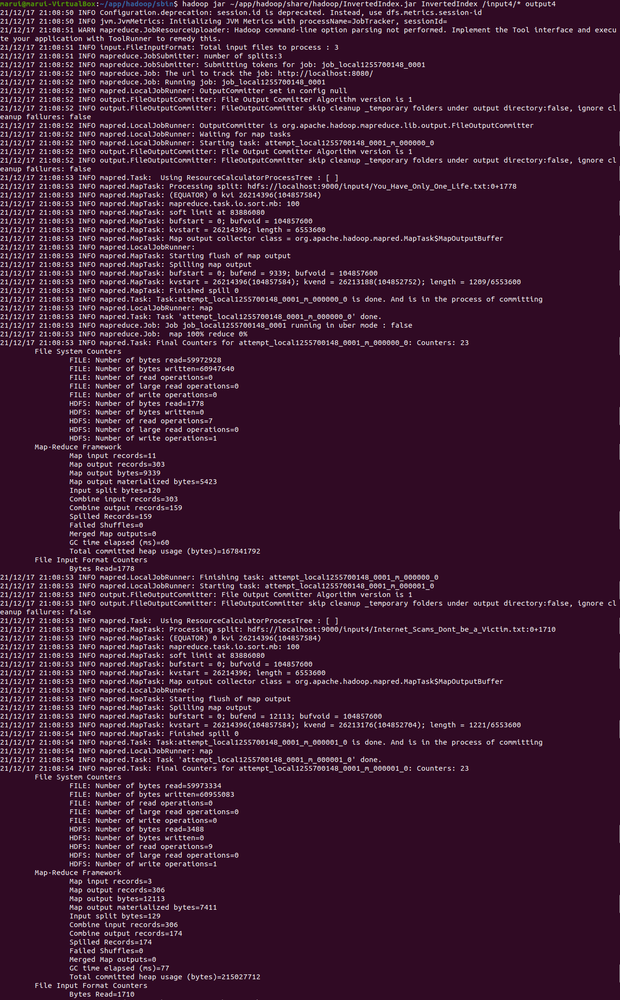 marui@marui-VirtualBox:~/app/hadoop/sbin$ hadoop jar ~/app/hadoop/share/hadoop/InvertedIndex.jar InvertedIndex /input4/* output4
21/12/17 21:08:50 INFO Configuration.deprecation: session.id is deprecated. Instead, use dfs.metrics.session-id
21/12/17 21:08:50 INFO jvm.JvmMetrics: Initializing JVM Metrics with processName=JobTracker, sessionId=
21/12/17 21:08:51 WARN mapreduce.JobResourceUploader: Hadoop command-line option parsing not performed. Implement the Tool interface and execu
te your application with ToolRunner to remedy this.
21/12/17 21:08:51 INFO input.FileInputFormat: Total input files to process : 3
21/12/17 21:08:51 INFO mapreduce.JobSubmitter: number of splits:3
21/12/17 21:08:52 INFO mapreduce.JobSubmitter: Submitting tokens for job: job_local1255700148_0001
21/12/17 21:08:52 INFO mapreduce.Job: The url to track the job: http://localhost:8080/
21/12/17 21:08:52 INFO mapreduce.Job: Running job: job_local1255700148_0001
21/12/17 21:08:52 INFO mapred.LocalJobRunner: OutputCommitter set in config null
21/12/17 21:08:52 INFO output.FileOutputCommitter: File Output Committer Algorithm version is 1
21/12/17 21:08:52 INFO output.FileOutputCommitter: FileOutputCommitter skip cleanup _temporary folders under output directory:false, ignore cl
eanup failures: false
21/12/17 21:08:52 INFO mapred.LocalJobRunner: OutputCommitter is org.apache.hadoop.mapreduce.lib.output.FileOutputCommitter
21/12/17 21:08:52 INFO mapred.LocalJobRunner: Waiting for map tasks
21/12/17 21:08:52 INFO mapred.LocalJobRunner: Starting task: attempt_local1255700148_0001_m_000000_0
21/12/17 21:08:52 INFO output.FileOutputCommitter: File Output Committer Algorithm version is 1
21/12/17 21:08:52 INFO output.FileOutputCommitter: FileOutputCommitter skip cleanup _temporary folders under output directory:false, ignore cl
eanup failures: false
21/12/17 21:08:53 INFO mapred.Task:  Using ResourceCalculatorProcessTree : [ ]
21/12/17 21:08:53 INFO mapred.MapTask: Processing split: hdfs://localhost:9000/input4/You_Have_Only_One_Life.txt:0+1778
21/12/17 21:08:53 INFO mapred.MapTask: (EQUATOR) 0 kvi 26214396(104857584)
21/12/17 21:08:53 INFO mapred.MapTask: mapreduce.task.io.sort.mb: 100
21/12/17 21:08:53 INFO mapred.MapTask: soft limit at 83886080
21/12/17 21:08:53 INFO mapred.MapTask: bufstart = 0; bufvoid = 104857600
21/12/17 21:08:53 INFO mapred.MapTask: kvstart = 26214396; length = 6553600
21/12/17 21:08:53 INFO mapred.MapTask: Map output collector class = org.apache.hadoop.mapred.MapTask$MapOutputBuffer
21/12/17 21:08:53 INFO mapred.LocalJobRunner:
21/12/17 21:08:53 INFO mapred.MapTask: Starting flush of map output
21/12/17 21:08:53 INFO mapred.MapTask: Spilling map output
21/12/17 21:08:53 INFO mapred.MapTask: bufstart = 0; bufend = 9339; bufvoid = 104857600
21/12/17 21:08:53 INFO mapred.MapTask: kvstart = 26214396(104857584); kvend = 26213188(104852752); length = 1209/6553600
21/12/17 21:08:53 INFO mapred.MapTask: Finished spill 0
21/12/17 21:08:53 INFO mapred.Task: Task:attempt_local1255700148_0001_m_000000_0 is done. And is in the process of committing
21/12/17 21:08:53 INFO mapred.LocalJobRunner: map
21/12/17 21:08:53 INFO mapred.Task: Task 'attempt_local1255700148_0001_m_000000_0' done.
21/12/17 21:08:53 INFO mapreduce.Job: Job job_local1255700148_0001 running in uber mode : false
21/12/17 21:08:53 INFO mapreduce.Job:  map 100% reduce 0%
21/12/17 21:08:53 INFO mapred.Task: Final Counters for attempt_local1255700148_0001_m_000000_0: Counters: 23
File System Counters
FILE: Number of bytes read=59972928
FILE: Number of bytes written=60947640
FILE: Number of read operations=0
FILE: Number of large read operations=0
FILE: Number of write operations=0
HDFS: Number of bytes read=1778
HDFS: Number of bytes written=0
HDFS: Number of read operations=7
HDFS: Number of large read operations=0
HDFS: Number of write operations=1
Map-Reduce Framework
Map input records=11
Map output records=303
Map output bytes=9339
Map output materialized bytes=5423
Input split bytes=120
Combine input records=303
Combine output records=159
Spilled Records=159
Failed Shuffles=0
Merged Map outputs=0
GC time elapsed (ms)=60
Total committed heap usage (bytes)=167841792
File Input Format Counters
Bytes Read=1778
21/12/17 21:08:53 INFO mapred.LocalJobRunner: Finishing task: attempt_local1255700148_0001_m_000000_0
21/12/17 21:08:53 INFO mapred.LocalJobRunner: Starting task: attempt_local1255700148_0001_m_000001_0
21/12/17 21:08:53 INFO output.FileOutputCommitter: File Output Committer Algorithm version is 1
21/12/17 21:08:53 INFO output.FileOutputCommitter: FileOutputCommitter skip cleanup _temporary folders under output directory:false, ignore cl
eanup failures: false
21/12/17 21:08:53 INFO mapred.Task:  Using ResourceCalculatorProcessTree : [ ]
21/12/17 21:08:53 INFO mapred.MapTask: Processing split: hdfs://localhost:9000/input4/Internet_Scams_Dont_be_a_Victim.txt:0+1710
21/12/17 21:08:53 INFO mapred.MapTask: (EQUATOR) 0 kvi 26214396(104857584)
21/12/17 21:08:53 INFO mapred.MapTask: mapreduce.task.io.sort.mb: 100
21/12/17 21:08:53 INFO mapred.MapTask: soft limit at 83886080
21/12/17 21:08:53 INFO mapred.MapTask: bufstart = 0; bufvoid = 104857600
21/12/17 21:08:53 INFO mapred.MapTask: kvstart = 26214396; length = 6553600
21/12/17 21:08:53 INFO mapred.MapTask: Map output collector class = org.apache.hadoop.mapred.MapTask$MapOutputBuffer
21/12/17 21:08:53 INFO mapred.LocalJobRunner:
21/12/17 21:08:53 INFO mapred.MapTask: Starting flush of map output
21/12/17 21:08:53 INFO mapred.MapTask: Spilling map output
21/12/17 21:08:53 INFO mapred.MapTask: bufstart = 0; bufend = 12113; bufvoid = 104857600
21/12/17 21:08:53 INFO mapred.MapTask: kvstart = 26214396(104857584); kvend = 26213176(104852704); length = 1221/6553600
21/12/17 21:08:54 INFO mapred.MapTask: Finished spill 0
21/12/17 21:08:54 INFO mapred.Task: Task:attempt_local1255700148_0001_m_000001_0 is done. And is in the process of committing
21/12/17 21:08:54 INFO mapred.LocalJobRunner: map
21/12/17 21:08:54 INFO mapred.Task: Task 'attempt_local1255700148_0001_m_000001_0' done.
21/12/17 21:08:54 INFO mapred.Task: Final Counters for attempt_local1255700148_0001_m_000001_0: Counters: 23
File System Counters
FILE: Number of bytes read=59973334
FILE: Number of bytes written=60955083
FILE: Number of read operations=0
FILE: Number of large read operations=0
FILE: Number of write operations=0
HDFS: Number of bytes read=3488
HDFS: Number of bytes written=0
HDFS: Number of read operations=9
HDFS: Number of large read operations=0
HDFS: Number of write operations=1
Map-Reduce Framework
Map input records=3
Map output records=306
Map output bytes=12113
Map output materialized bytes=7411
Input split bytes=129
Combine input records=306
Combine output records=174
Spilled Records=174
Failed Shuffles=0
Merged Map outputs=0
GC time elapsed (ms)=77
Total committed heap usage (bytes)=215027712
File Input Format Counters
Bytes Read=1710